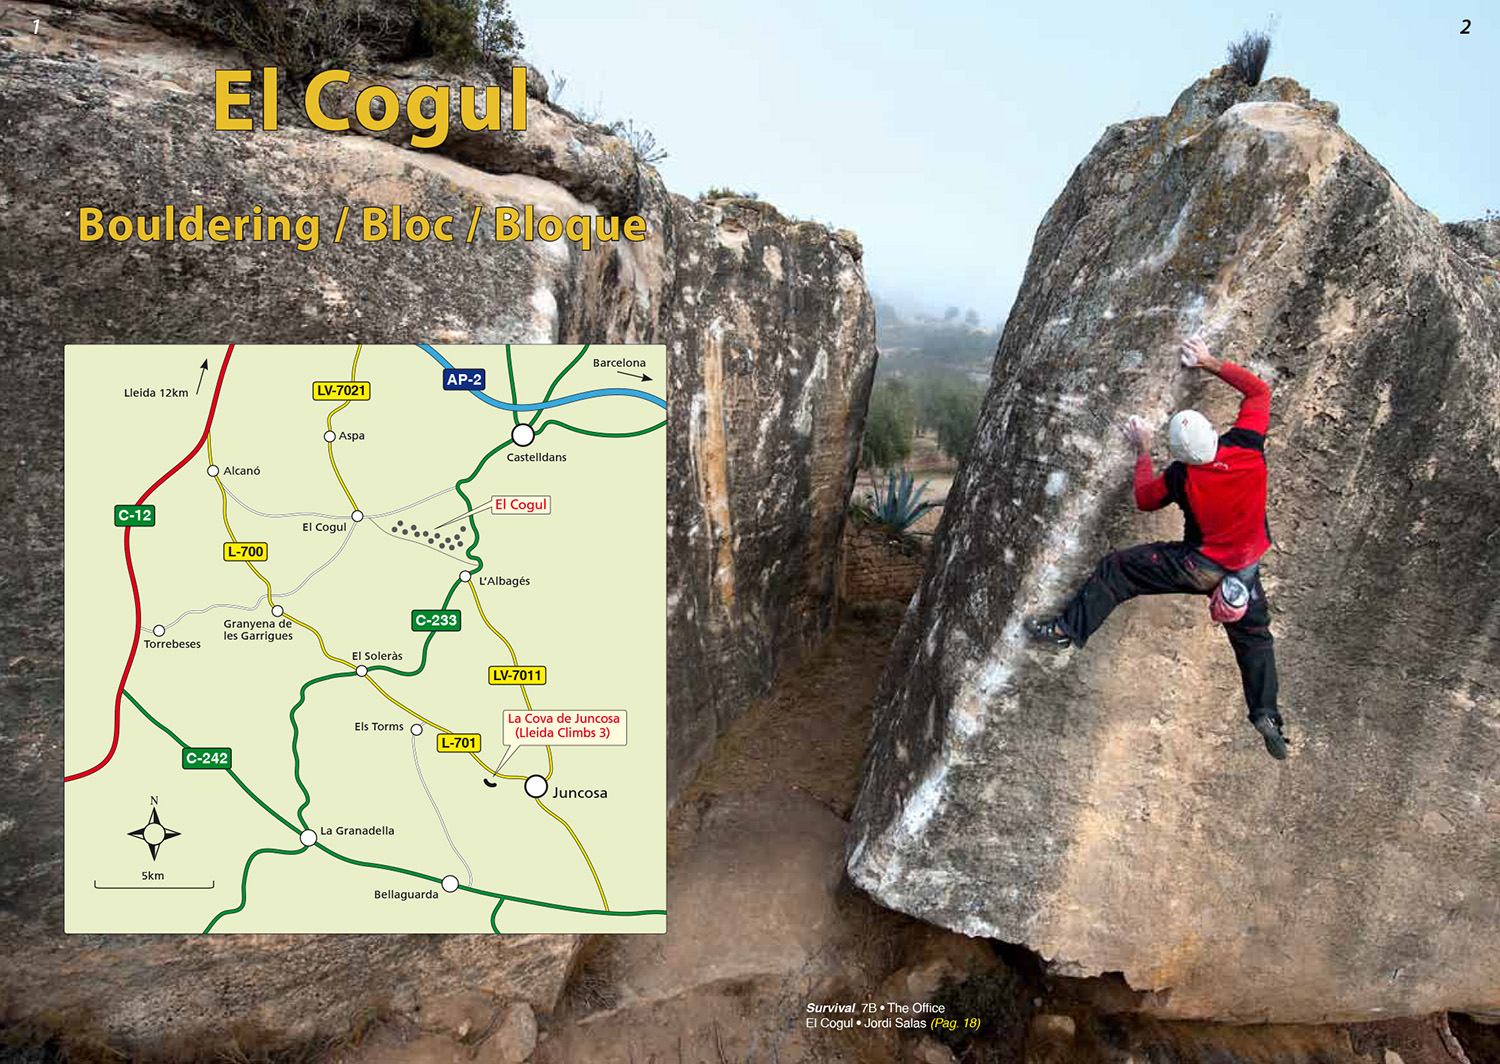 1
2
El Cogul
Bouldering / Bloc / Bloque
Lleida 12km
LV-7021
AP-2
Barcelona
Aspa
Castelldans
Alcanó
C-12
El Cogul
El Cogul
L-700
L'Albagés
Granyena de
les Garrigues
C-233
Torrebeses
El Soleràs
LV-7011
Els Torms
La Cova de Juncosa
(Lleida Climbs 3)
L-701
C-242
Juncosa
N
La Granadella
5km
Bellaguarda
Survival 7B • The Office
El Cogul • Jordi Salas (Pag. 18)